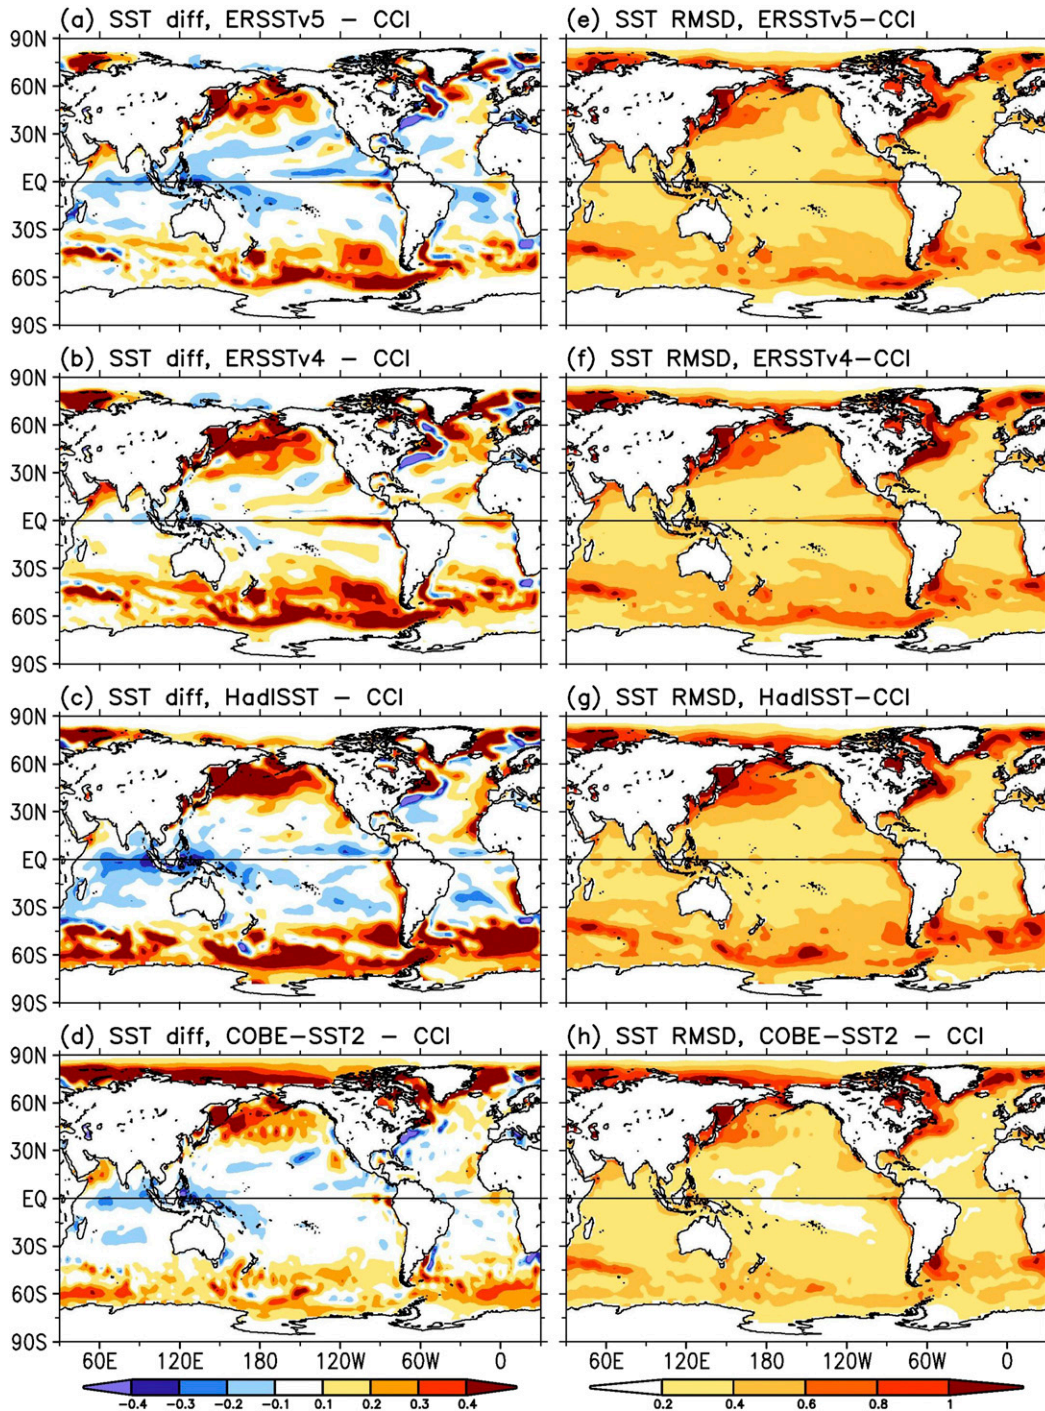 (a) SST diff, ERSSTv5 − CCI
(e) SST RMSD, ERSSTv5−CCI
90N
60N
30N
EQ
30S
60S
90S
(b) SST diff, ERSSTv4 − CCI
(f) SST RMSD, ERSSTv4−CCI
90N
60N
30N
EQ
30S
60S
90S
(c) SST diff, HadISST − CCI
(g) SST RMSD, HadISST−CCI
90N
60N
30N
EQ
30S
60S
90S
(d) SST diff, COBE−SST2 − CCI
(h) SST RMSD, COBE−SST2 − CCI
90N
60N
30N
EQ
30S
60S
90S
60E 120E 180 120W 60W 0 60E 120E 180 120W 60W 0
−0.4 −0.3 −0.2 −0.1 0.1 0.2 0.3 0.4 0.2 0.4 0.6 0.8 1